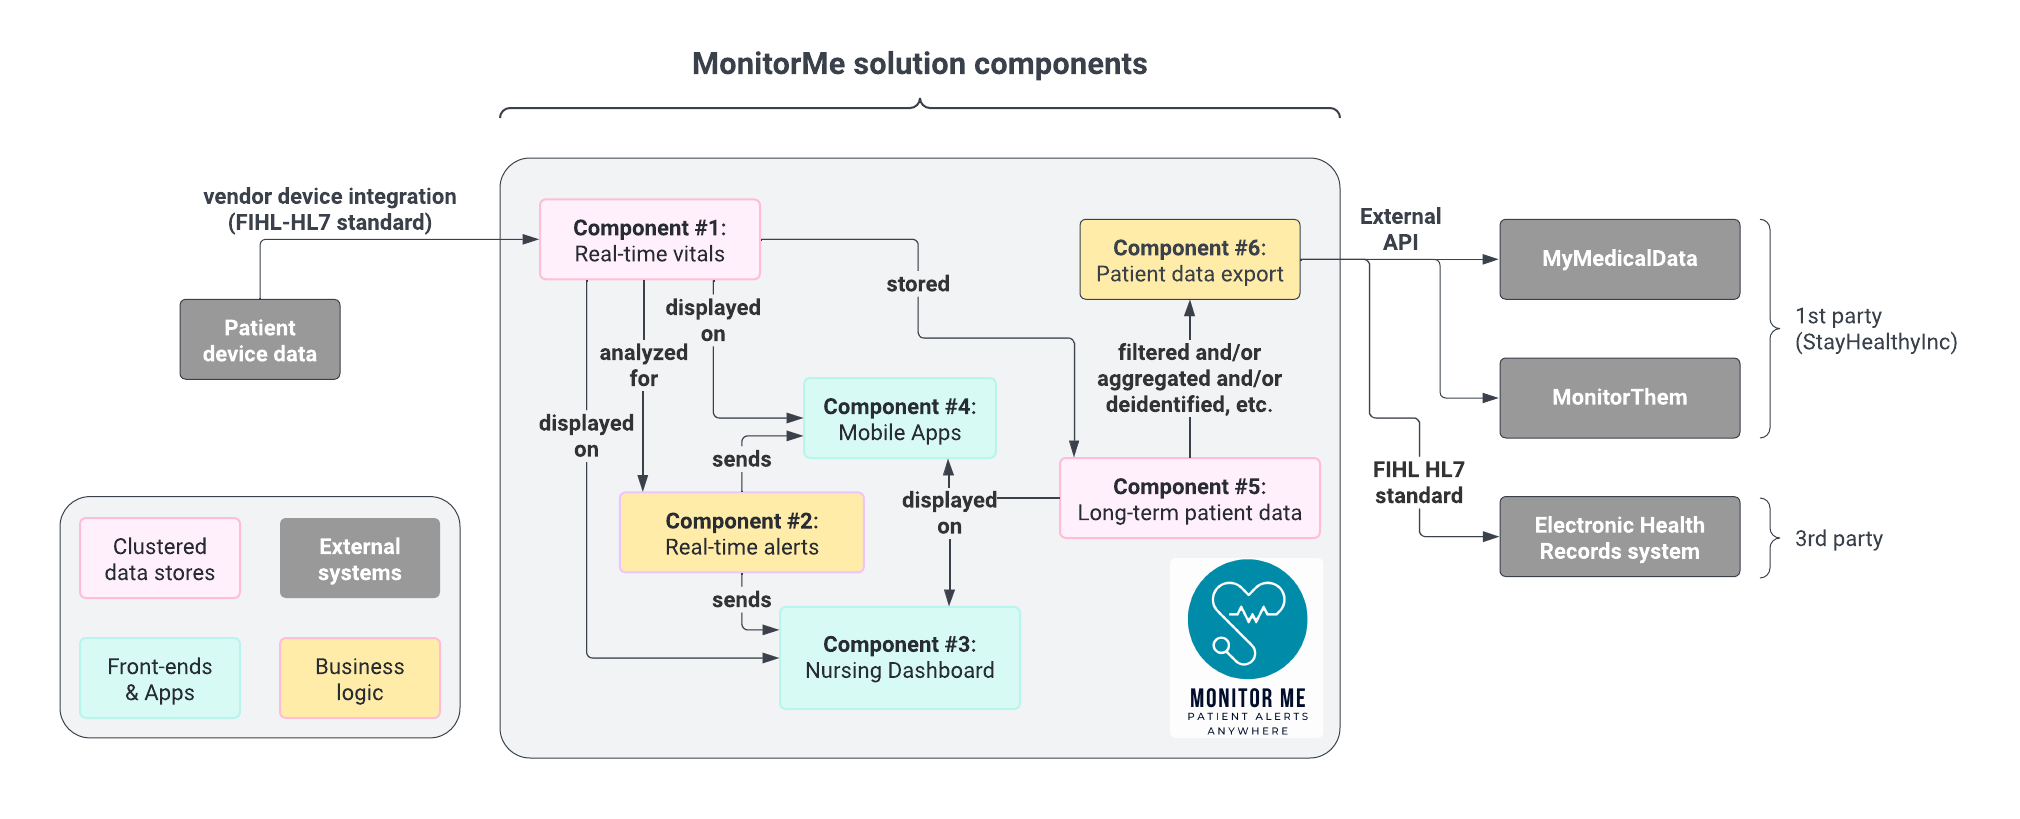 MonitorMe solution components
vendor device integration
(FIHL-HL7 standard)
Patient
device data
Component #1:
Real-time vitals
displayed
on
analyzed
for
displayed
on
stored
Component #6:
Patient data export
filtered and/or
aggregated and/or
deidentified, etc.
Component #4:
Mobile Apps
sends
Component #2:
Real-time alerts
sends
displayed
on
Component #5:
Long-term patient data
Component #3:
Nursing Dashboard
MONITOR ME
PATIENT ALERTS
ANYWHERE
External
API
MyMedicalData
MonitorThem
1st party
(StayHealthyInc)
FIHL HL7
standard
Electronic Health
Records system
3rd party
Clustered
data stores
External
systems
Front-ends
& Apps
Business
logic